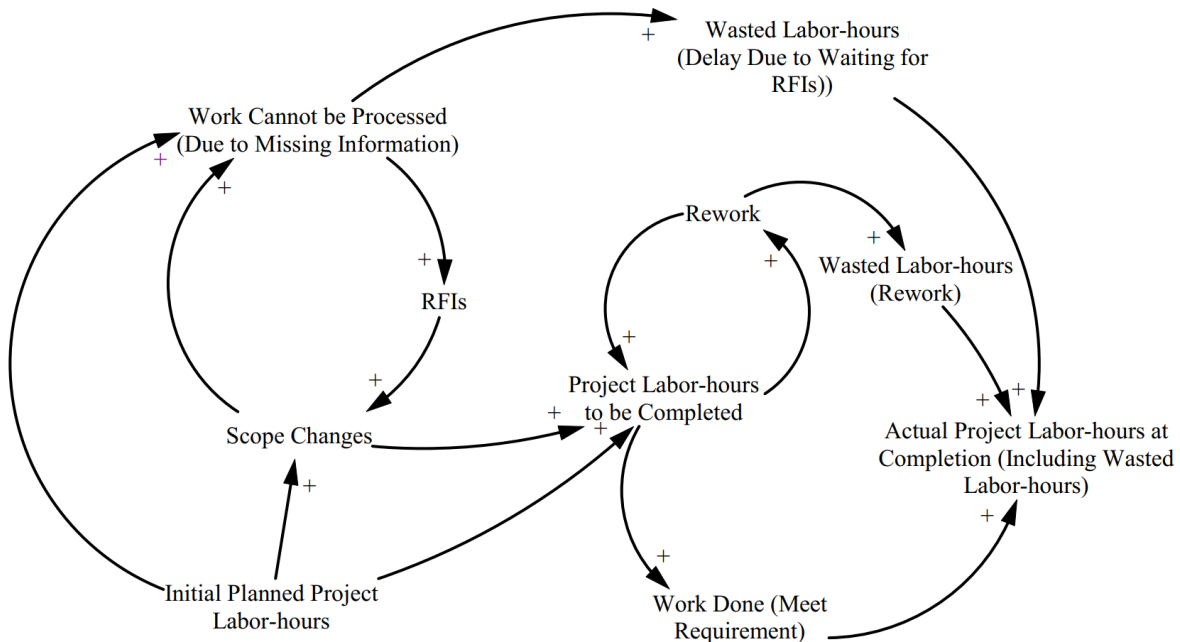 Wasted Labor-hours
(Delay Due to Waiting for
RFIs))
+
Work Cannot be Processed
(Due to Missing Information)
+
+
Rework
+
+
Wasted Labor-hours
(Rework)
+
RFIs
+
+
Project Labor-hours
to be Completed
+
+
+
+
+
Scope Changes
Actual Project Labor-hours at
Completion (Including Wasted
Labor-hours)
+
+
+
Initial Planned Project
Labor-hours
Work Done (Meet
Requirement)